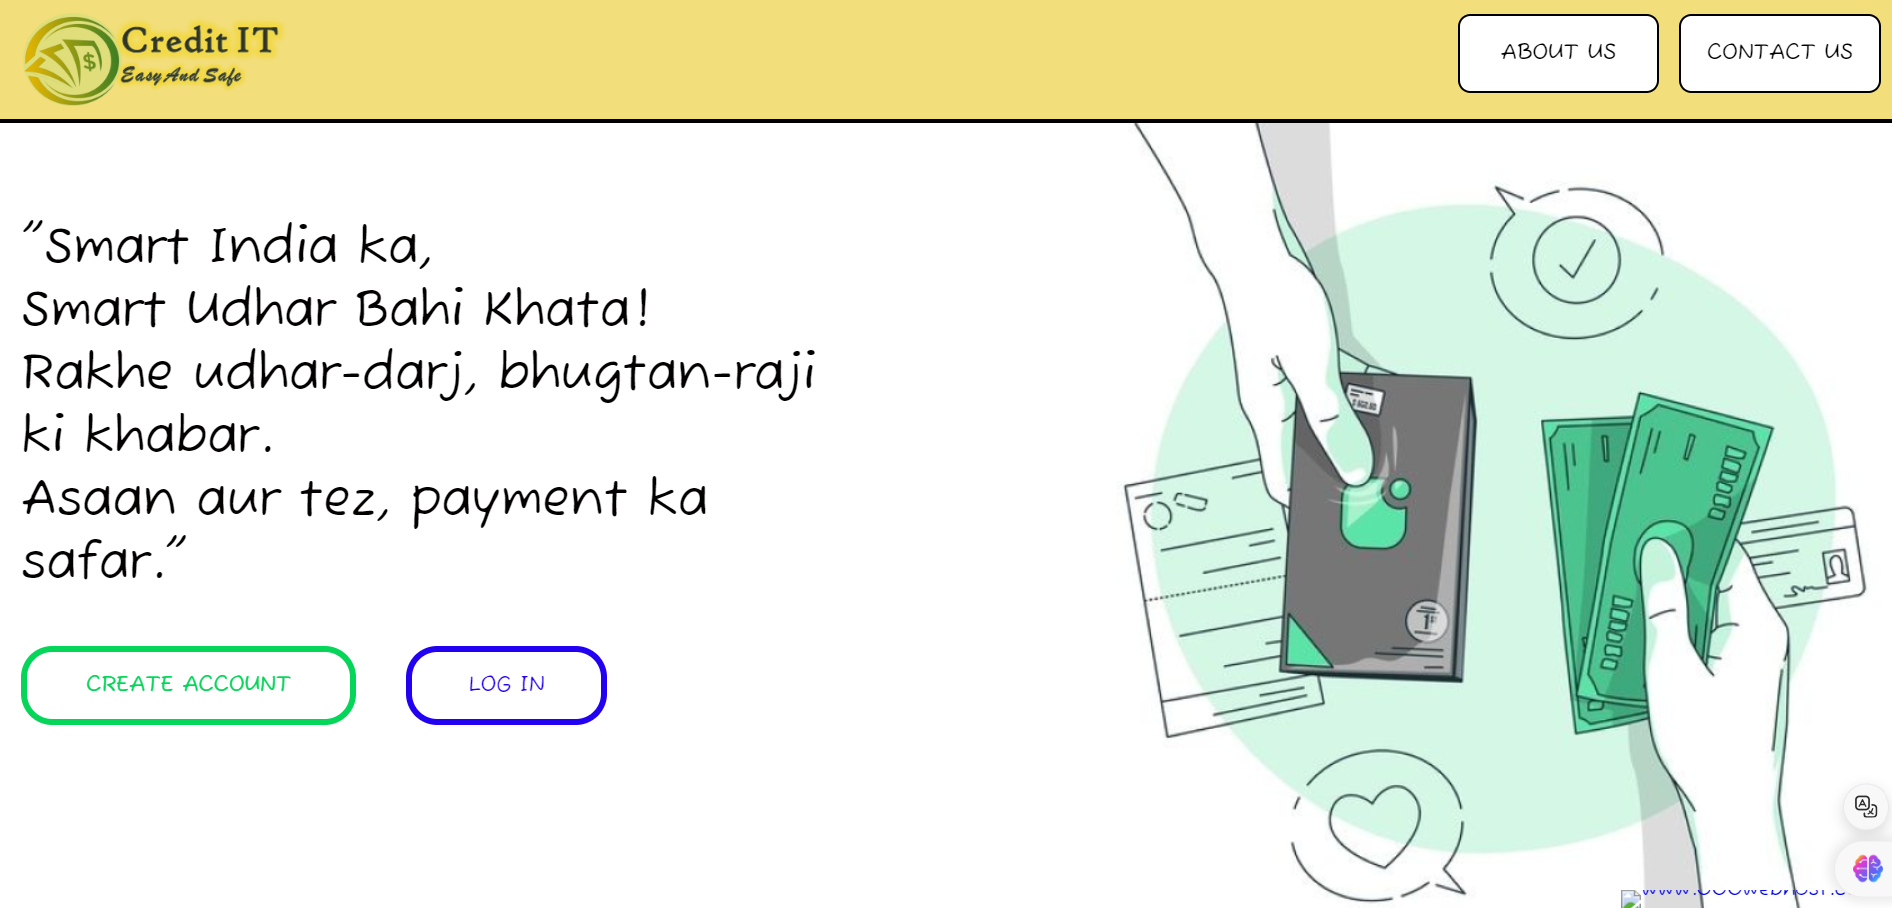 Credit IT
Easy And Safe
ABOUT US
CONTACT US
"Smart India ka,
Smart Udhar Bahi Khata!
Rakhe udhar-darj, bhugtan-raji
ki khabar.
Asaan aur tez, payment ka
safar."
CREATE ACCOUNT
LOG IN